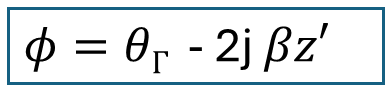 ϕ = θ_Γ - 2j βz′